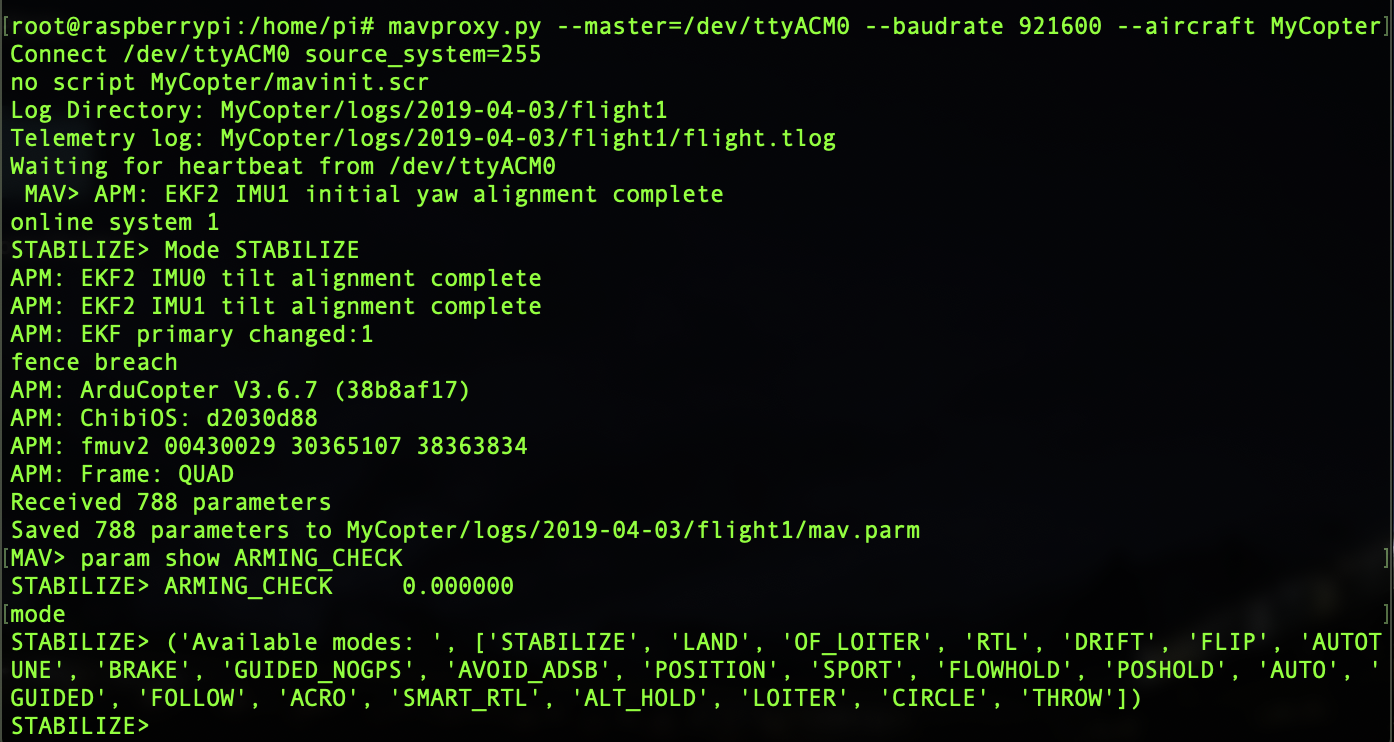 [root@raspberrypi:/home/pi# mavproxy.py --master=/dev/ttyACM0 --baudrate 921600 --aircraft MyCopter]
Connect /dev/ttyACM0 source_system=255
no script MyCopter/mavinit.scr
Log Directory: MyCopter/logs/2019-04-03/flight1
Telemetry log: MyCopter/logs/2019-04-03/flight1/flight.tlog
Waiting for heartbeat from /dev/ttyACM0
 MAV> APM: EKF2 IMU1 initial yaw alignment complete
online system 1
STABILIZE> Mode STABILIZE
APM: EKF2 IMU0 tilt alignment complete
APM: EKF2 IMU1 tilt alignment complete
APM: EKF primary changed:1
fence breach
APM: ArduCopter V3.6.7 (38b8af17)
APM: ChibiOS: d2030d88
APM: fmuv2 00430029 30365107 38363834
APM: Frame: QUAD
Received 788 parameters
Saved 788 parameters to MyCopter/logs/2019-04-03/flight1/mav.parm
[MAV> param show ARMING_CHECK ]
STABILIZE> ARMING_CHECK     0.000000
[mode ]
STABILIZE> ('Available modes: ', ['STABILIZE', 'LAND', 'OF_LOITER', 'RTL', 'DRIFT', 'FLIP', 'AUTOT
UNE', 'BRAKE', 'GUIDED_NOGPS', 'AVOID_ADSB', 'POSITION', 'SPORT', 'FLOWHOLD', 'POSHOLD', 'AUTO', '
GUIDED', 'FOLLOW', 'ACRO', 'SMART_RTL', 'ALT_HOLD', 'LOITER', 'CIRCLE', 'THROW'])
STABILIZE>